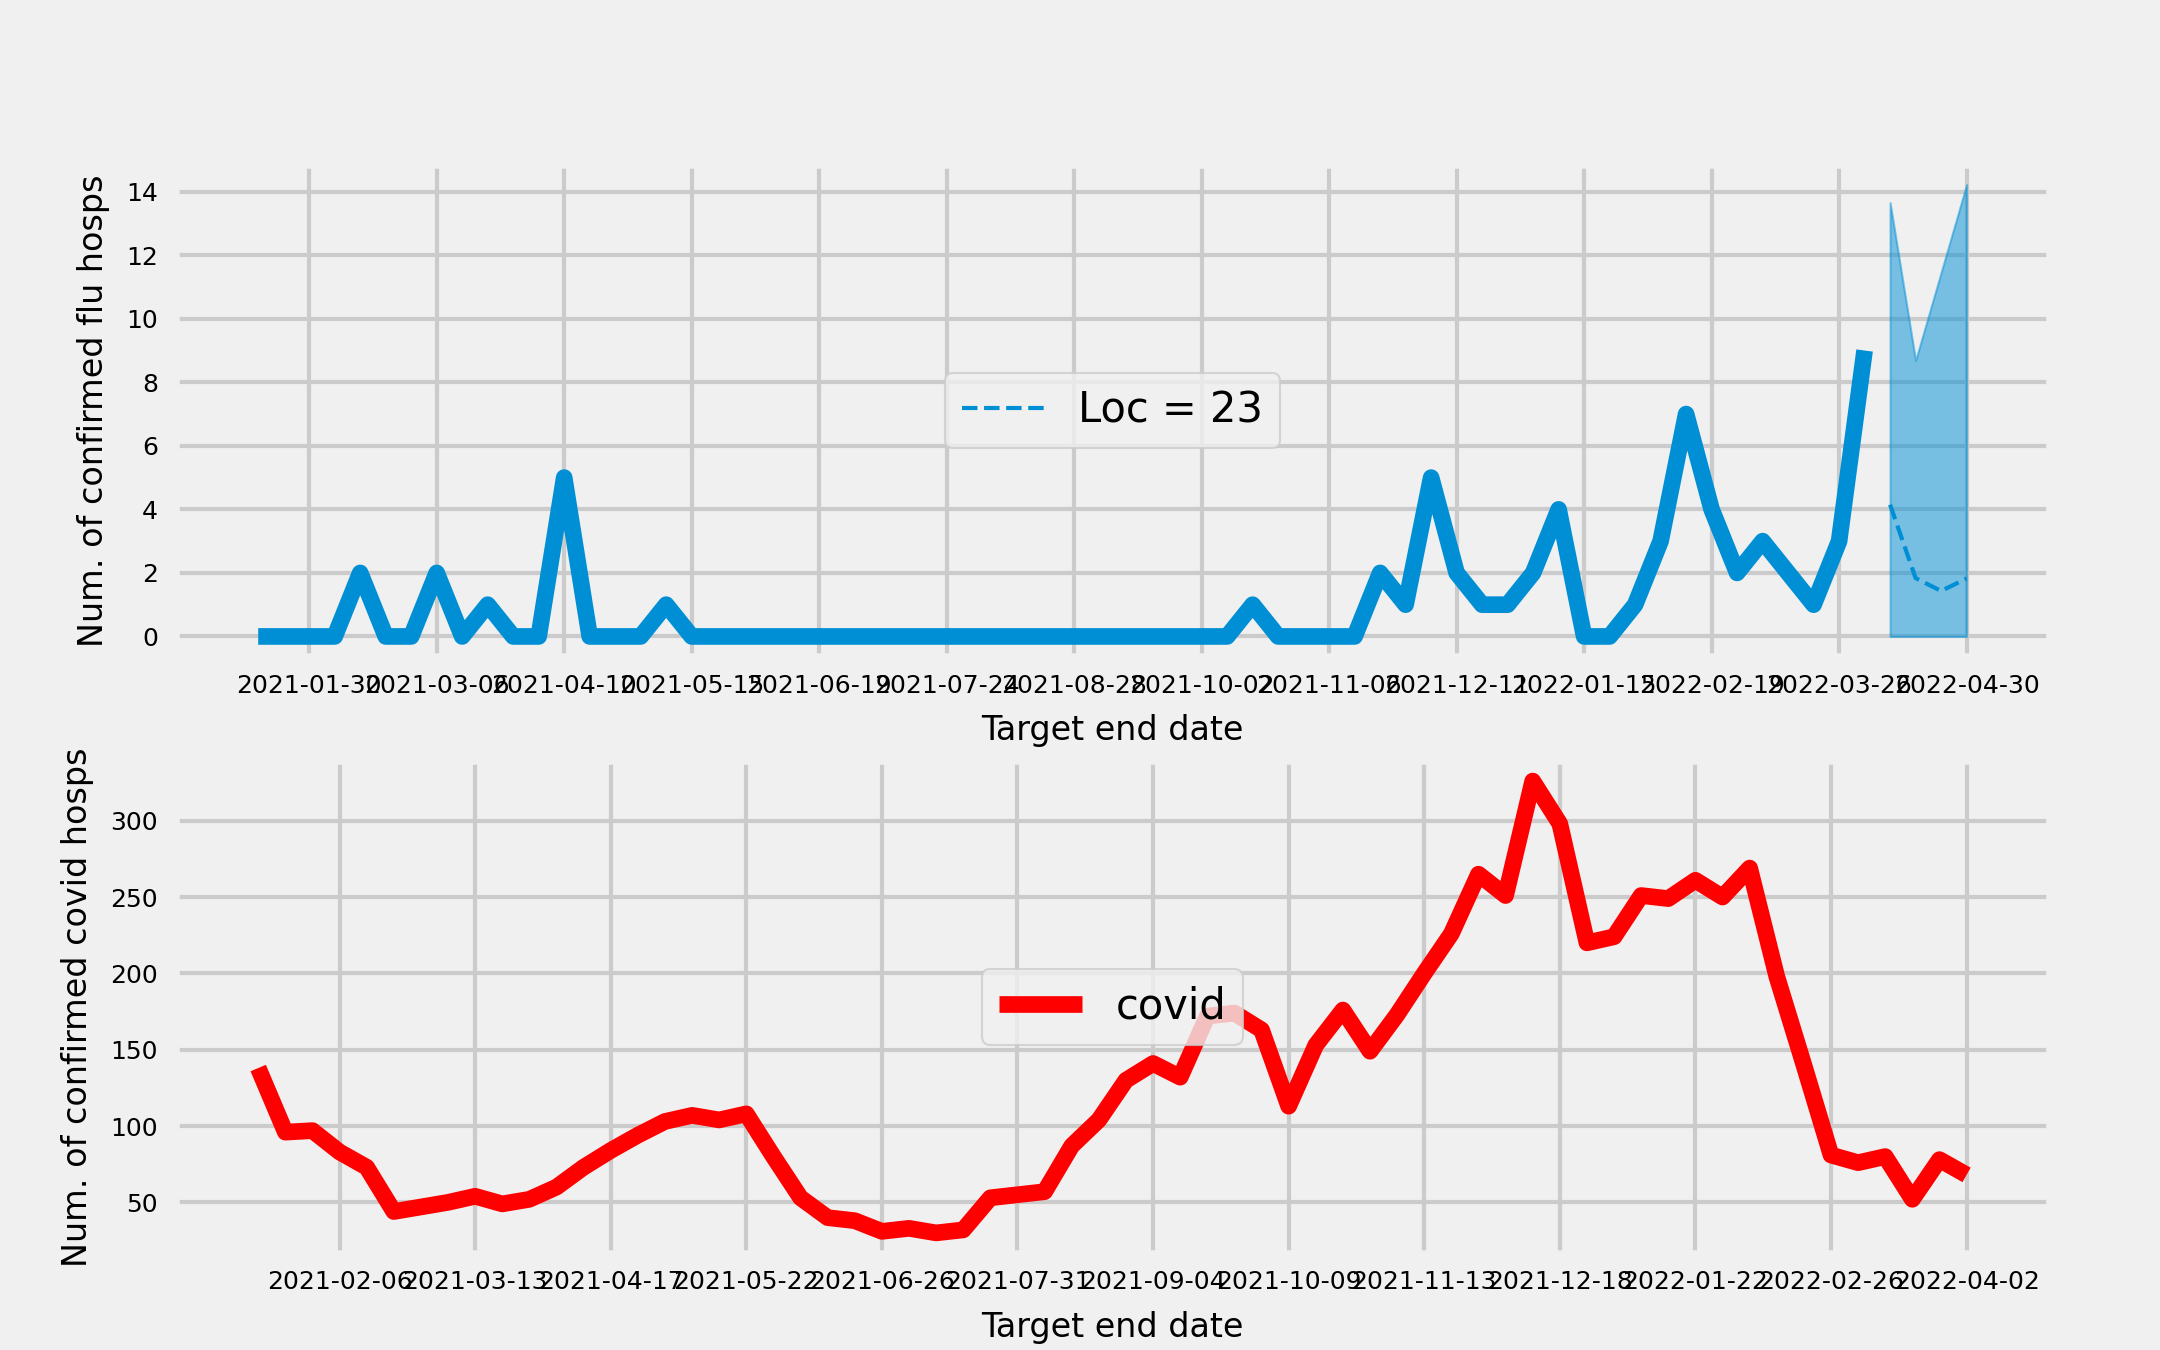 Num. of confirmed flu hosps
14
12
10
8
6
4
2
0
Loc = 23
2021-01-30 2021-03-06 2021-04-10 2021-05-15 2021-06-19 2021-07-24 2021-08-28 2021-10-02 2021-11-06 2021-12-11 2022-01-15 2022-02-19 2022-03-26 2022-04-30
Target end date
Num. of confirmed covid hosps
300
250
200
150
100
50
covid
2021-02-06 2021-03-13 2021-04-17 2021-05-22 2021-06-26 2021-07-31 2021-09-04 2021-10-09 2021-11-13 2021-12-18 2022-01-22 2022-02-26 2022-04-02
Target end date